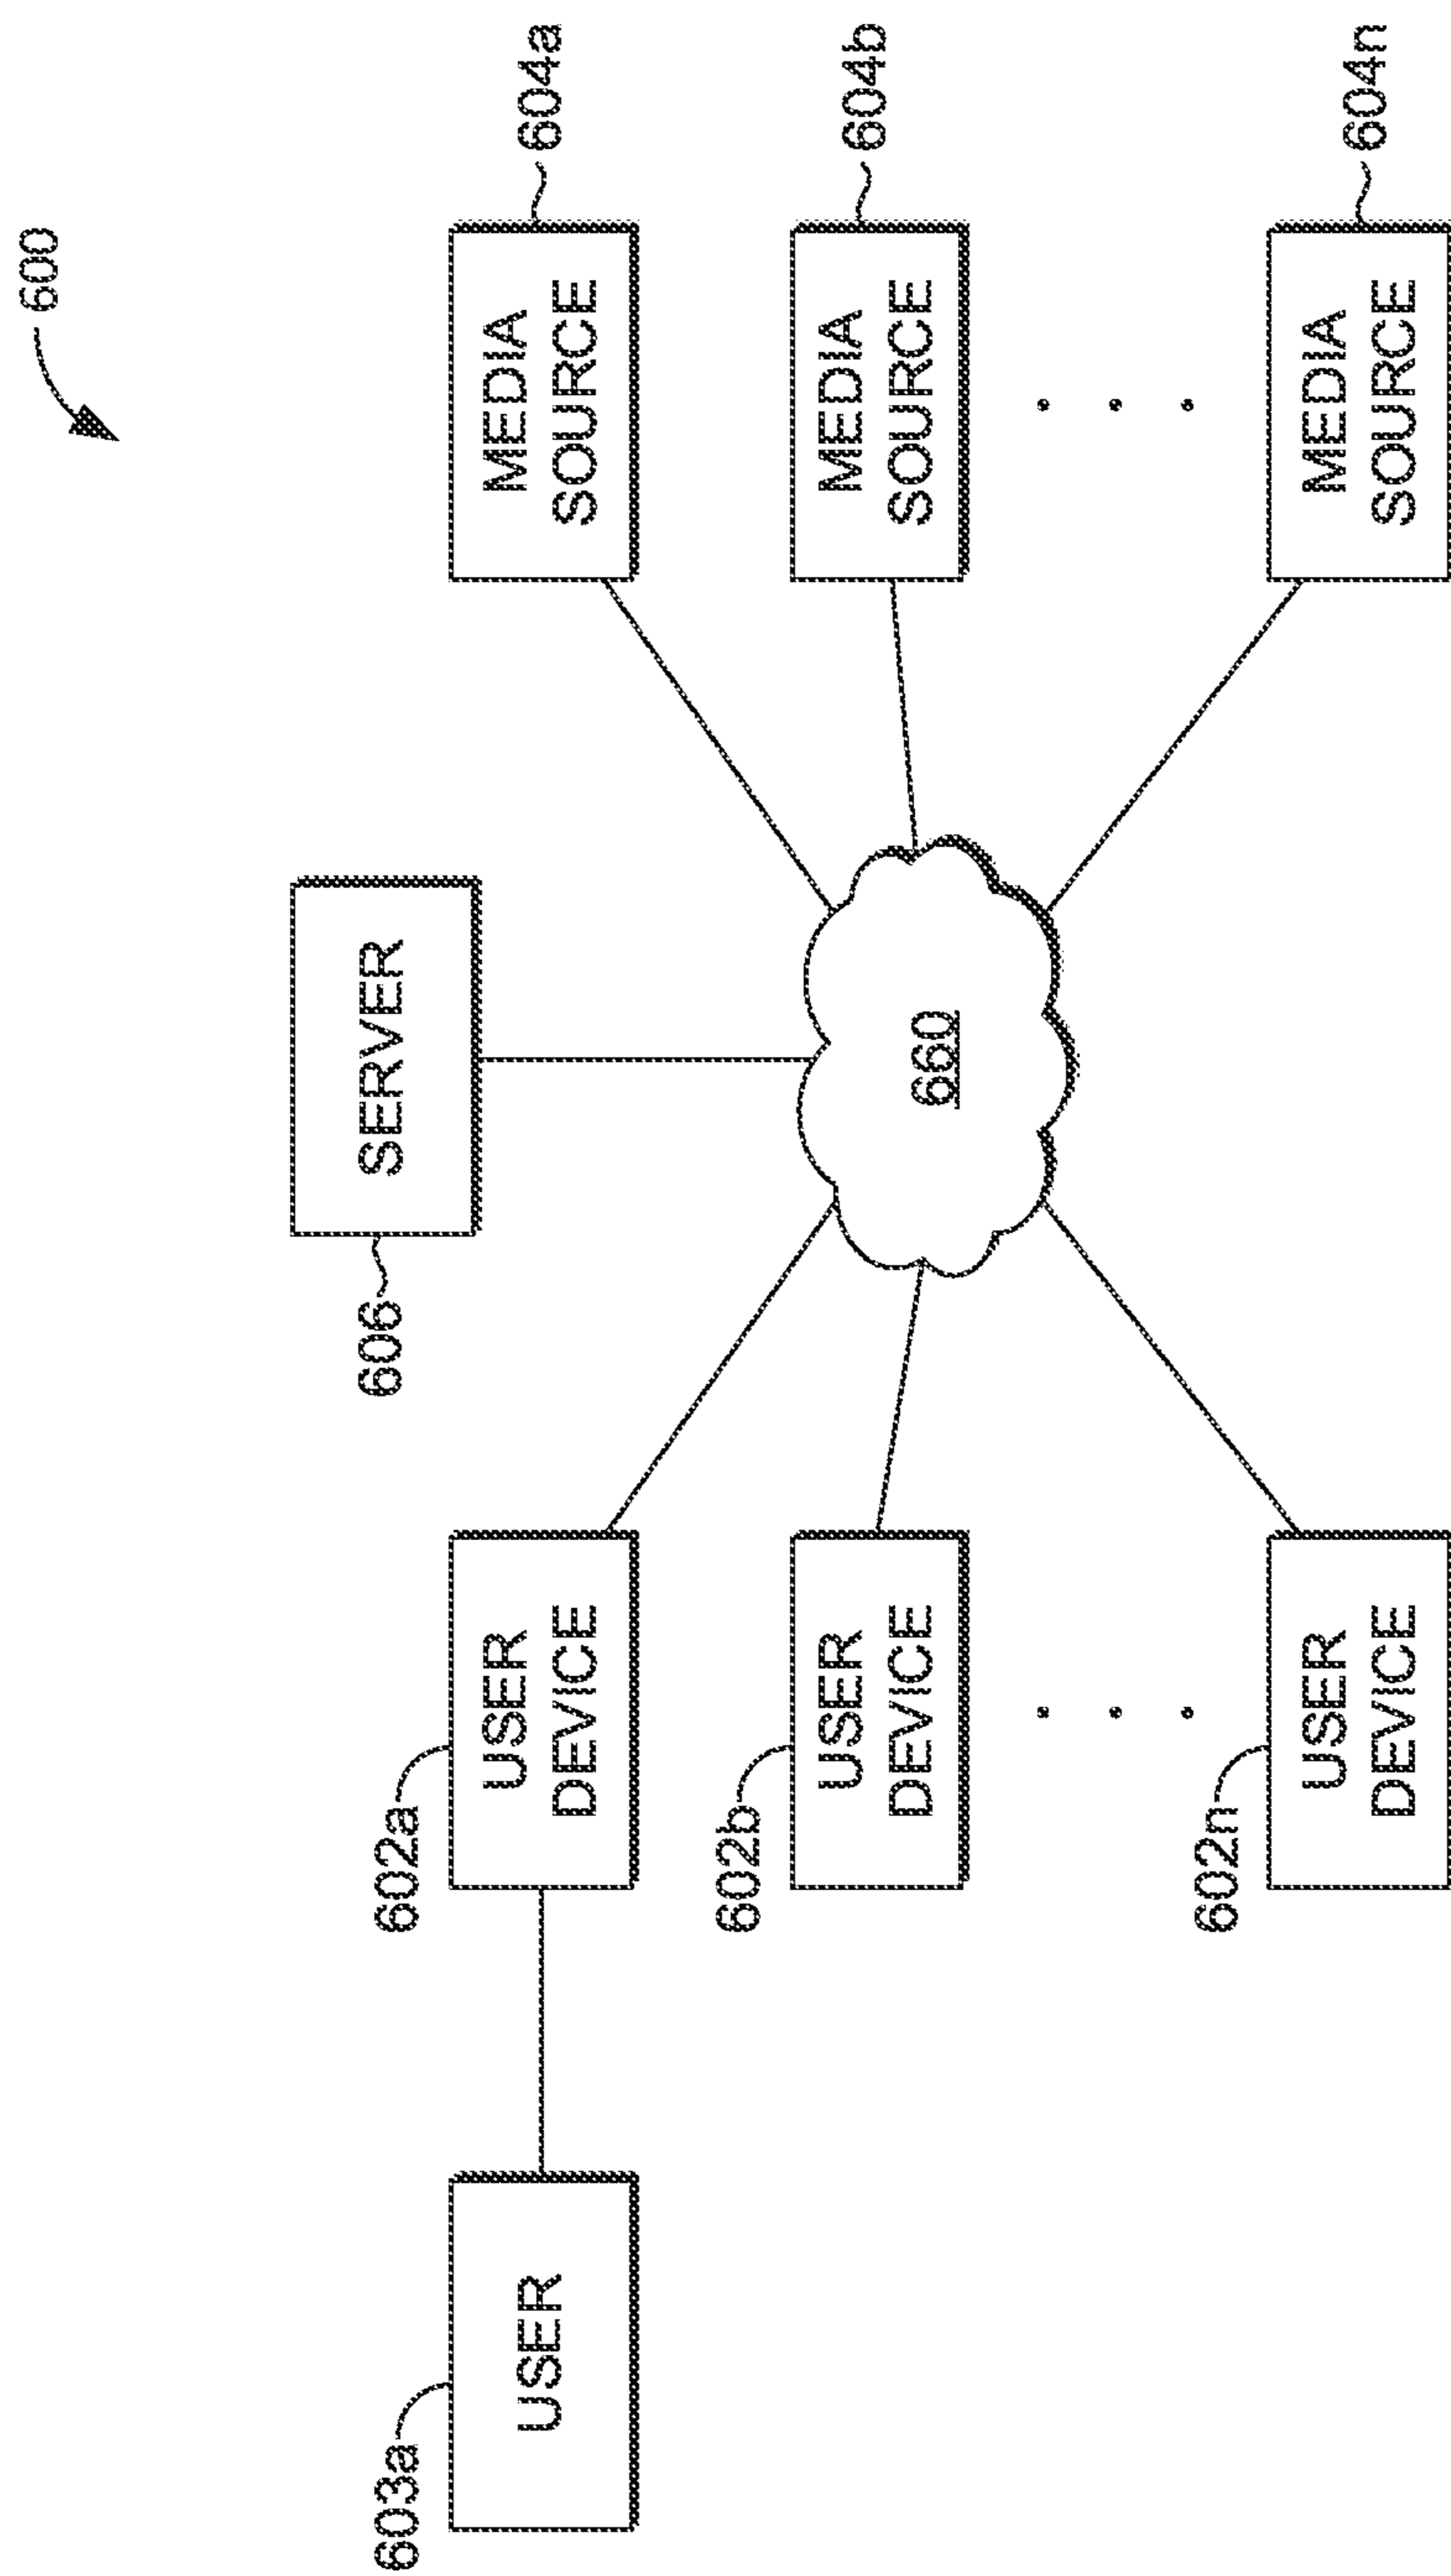 600
606
SERVER
603a
USER
602a
USER
DEVICE
MEDIA
SOURCE
604a
660
602b
USER
DEVICE
MEDIA
SOURCE
604b
602n
USER
DEVICE
MEDIA
SOURCE
604n